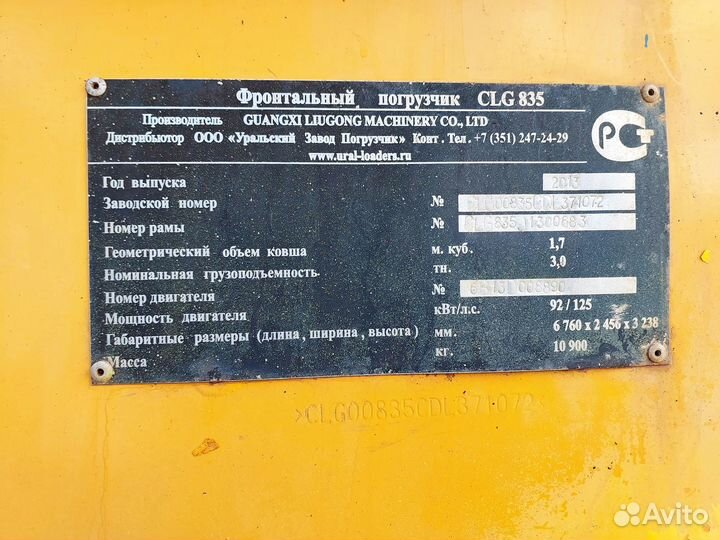 Фронтальный погрузчик CLG 835
Производитель GUANGXI LIUGONG MACHINERY CO., LTD
Дистрибьютор ООО «Уральский Завод Погрузчик» Конт. Тел. +7 (351) 247-24-29
www.ural-loaders.ru
РСТ
Год выпуска 2013
Заводской номер № CLG00835CDL371072
Номер рамы №
Геометрический объем ковша м. куб. 1,7
Номинальная грузоподъемность тн. 3,0
Номер двигателя №
Мощность двигателя кВт/л.с. 92 / 125
Габаритные размеры (длина, ширина, высота) мм. 6 760 x 2 456 x 3 238
Масса кг. 10 900
>CLG00835CDL371072<
Avito